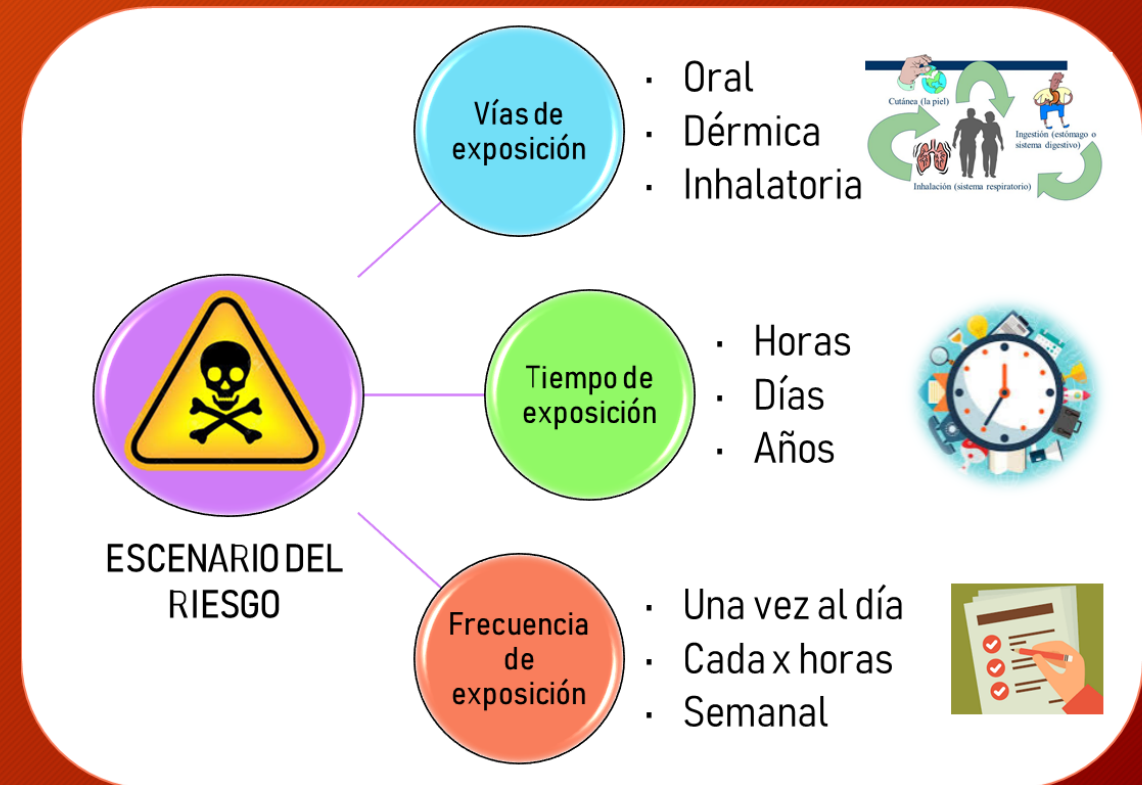 Vías de
exposición
· Oral
· Dérmica
· Inhalatoria
Cutánea (la piel)
Ingestión (estómago o
sistema digestivo)
Inhalación (sistema respiratorio)
ESCENARIO DEL
RIESGO
Tiempo de
exposición
· Horas
· Días
· Años
Frecuencia
de
exposición
· Una vez al día
· Cada x horas
· Semanal